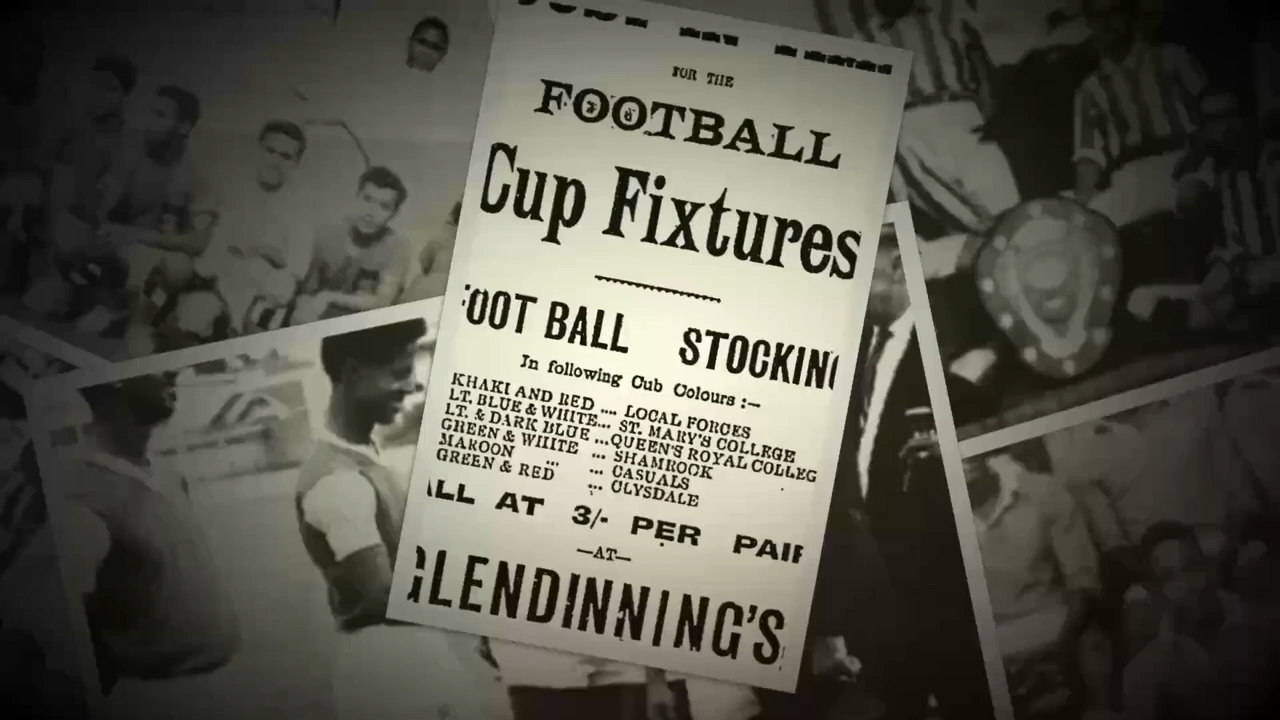 FOR THE
FOOTBALL
Cup Fixtures
FOOT BALL STOCKIN
In following Cub Colours :—
KHAKI AND RED .... LOCAL FORCES
LT. BLUE & WHITE... ST. MARY'S COLLEGE
LT. & DARK BLUE ...QUEEN'S ROYAL COLLEG
GREEN & WHITE ... SHAMROCK
MAROON ... ... CASUALS
GREEN & RED ... CLYSDALE
ALL AT 3/- PER PAIR
—AT—
GLENDINNING'S